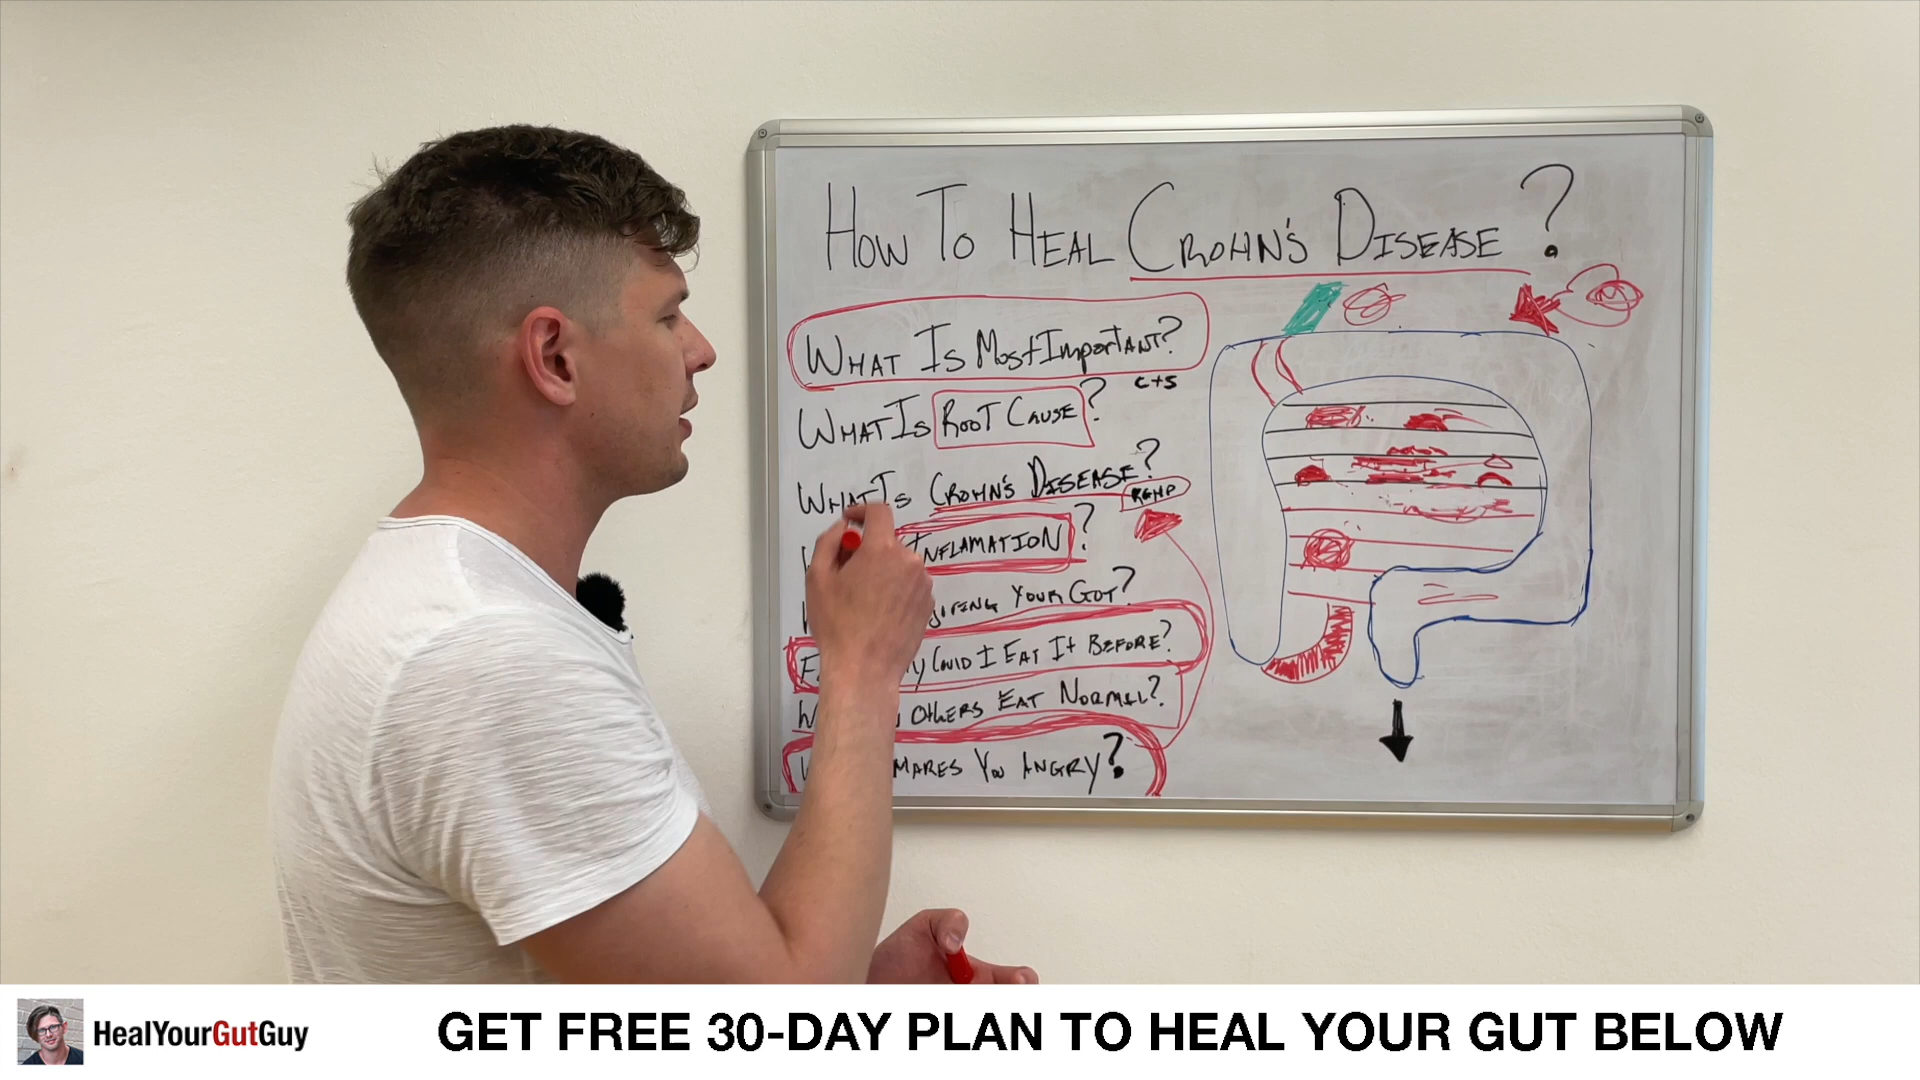 HOW TO HEAL CROHN'S DISEASE?
WHAT IS MOST IMPORTANT?
C+S
WHAT IS ROOT CAUSE?
WHAT IS CROHN'S DISEASE?
INFLAMATION?
YOUR GUT?
COULD I EAT IT BEFORE?
OTHERS EAT NORMAL?
MAKES YOU ANGRY?
HealYourGutGuy
GET FREE 30-DAY PLAN TO HEAL YOUR GUT BELOW